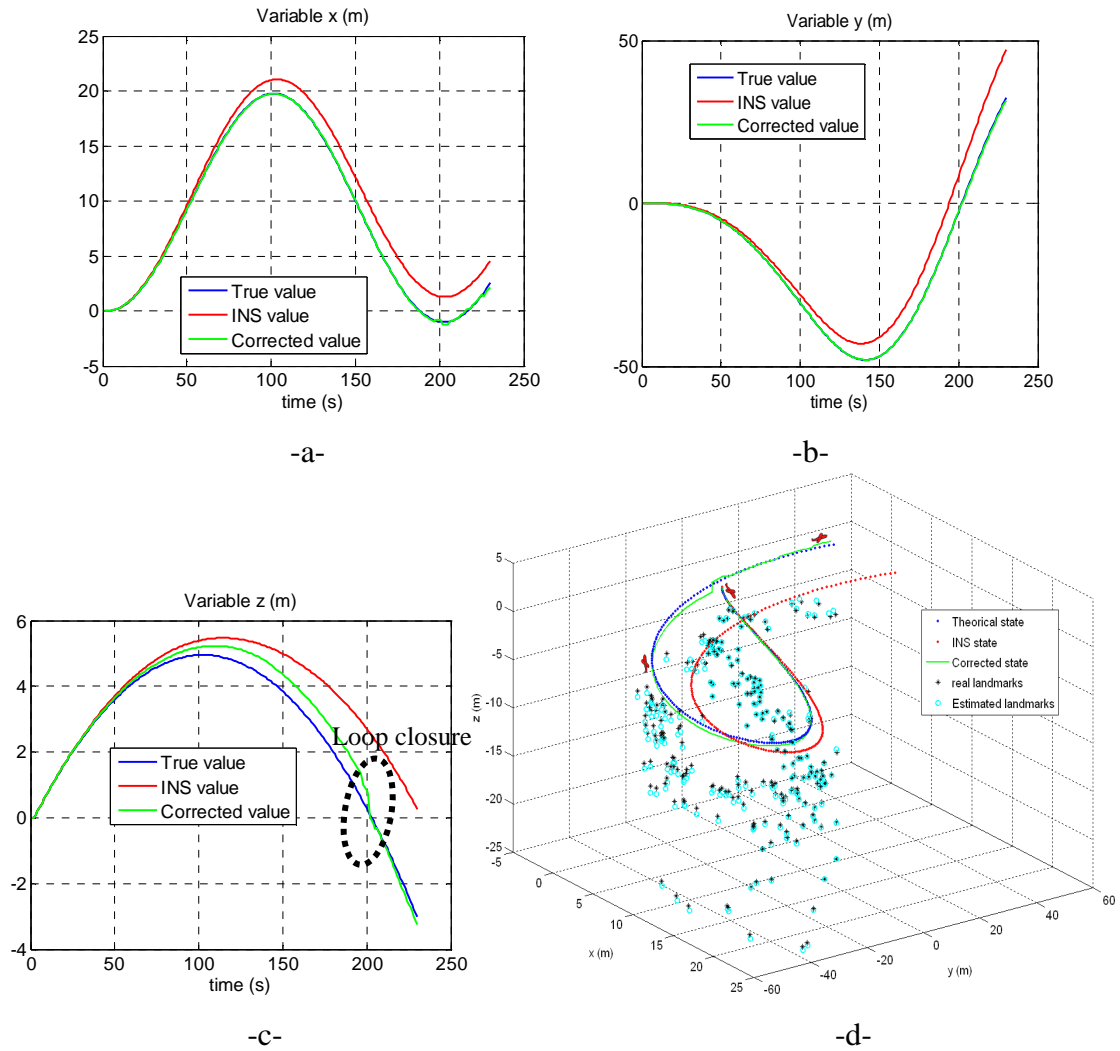 Variable x (m)
25
20
15
10
5
0
-5
0 50 100 150 200 250
time (s)
True value
INS value
Corrected value
-a-
Variable y (m)
50
0
-50
0 50 100 150 200 250
time (s)
True value
INS value
Corrected value
-b-
Variable z (m)
6
4
2
0
-2
-4
0 50 100 150 200 250
time (s)
Loop closure
True value
INS value
Corrected value
-c-
5
0
-5
-10
-15
-20
-25
z (m)
-5
0
5
10
15
20
25
x (m)
-60
-40
-20
0
20
40
60
y (m)
Theorical state
INS state
Corrected state
real landmarks
Estimated landmarks
-d-